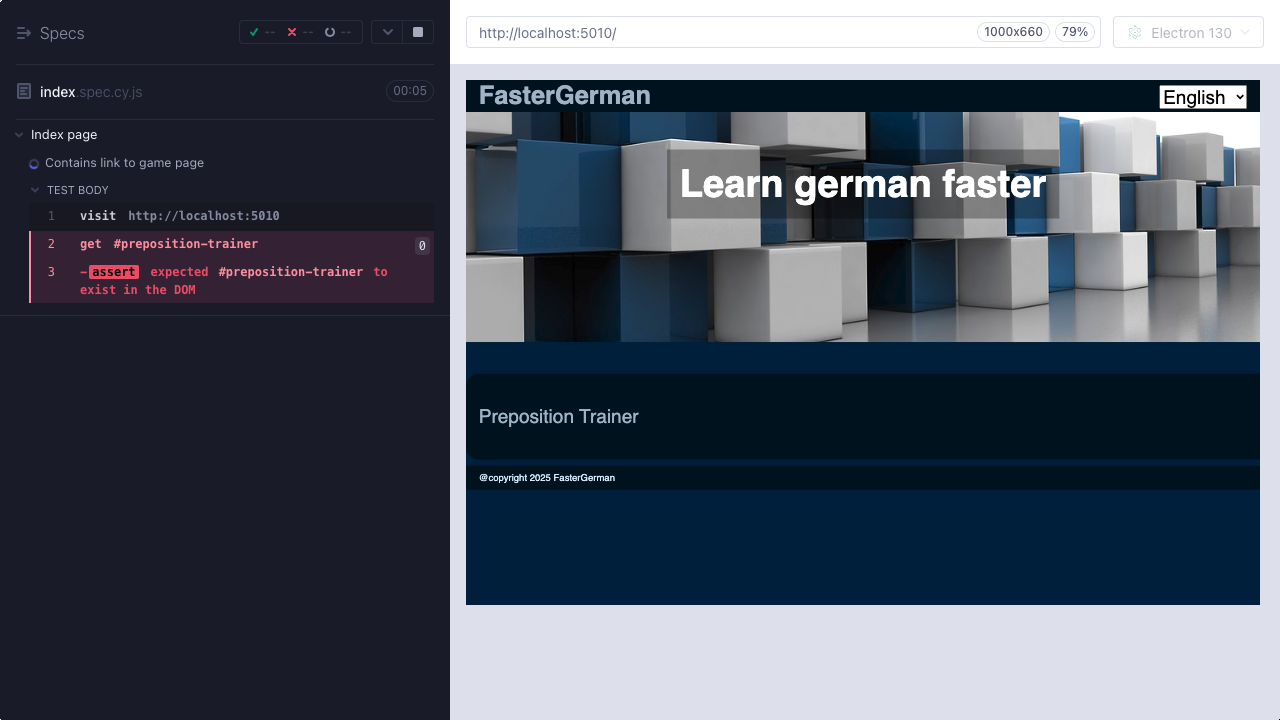 Specs
-- -- --
index.spec.cy.js
00:05
Index page
Contains link to game page
TEST BODY
1 visit http://localhost:5010
2 get #preposition-trainer 0
3 -assert expected #preposition-trainer to
exist in the DOM
http://localhost:5010/
1000x660
79%
Electron 130
FasterGerman
English
Learn german faster
Preposition Trainer
@copyright 2025 FasterGerman